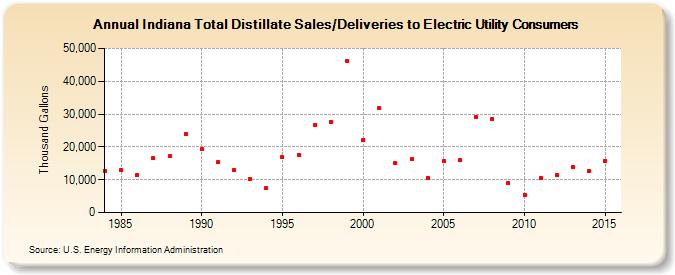 Annual Indiana Total Distillate Sales/Deliveries to Electric Utility Consumers
Thousand Gallons
50,000
40,000
30,000
20,000
10,000
0
1985 1990 1995 2000 2005 2010 2015
Source: U.S. Energy Information Administration